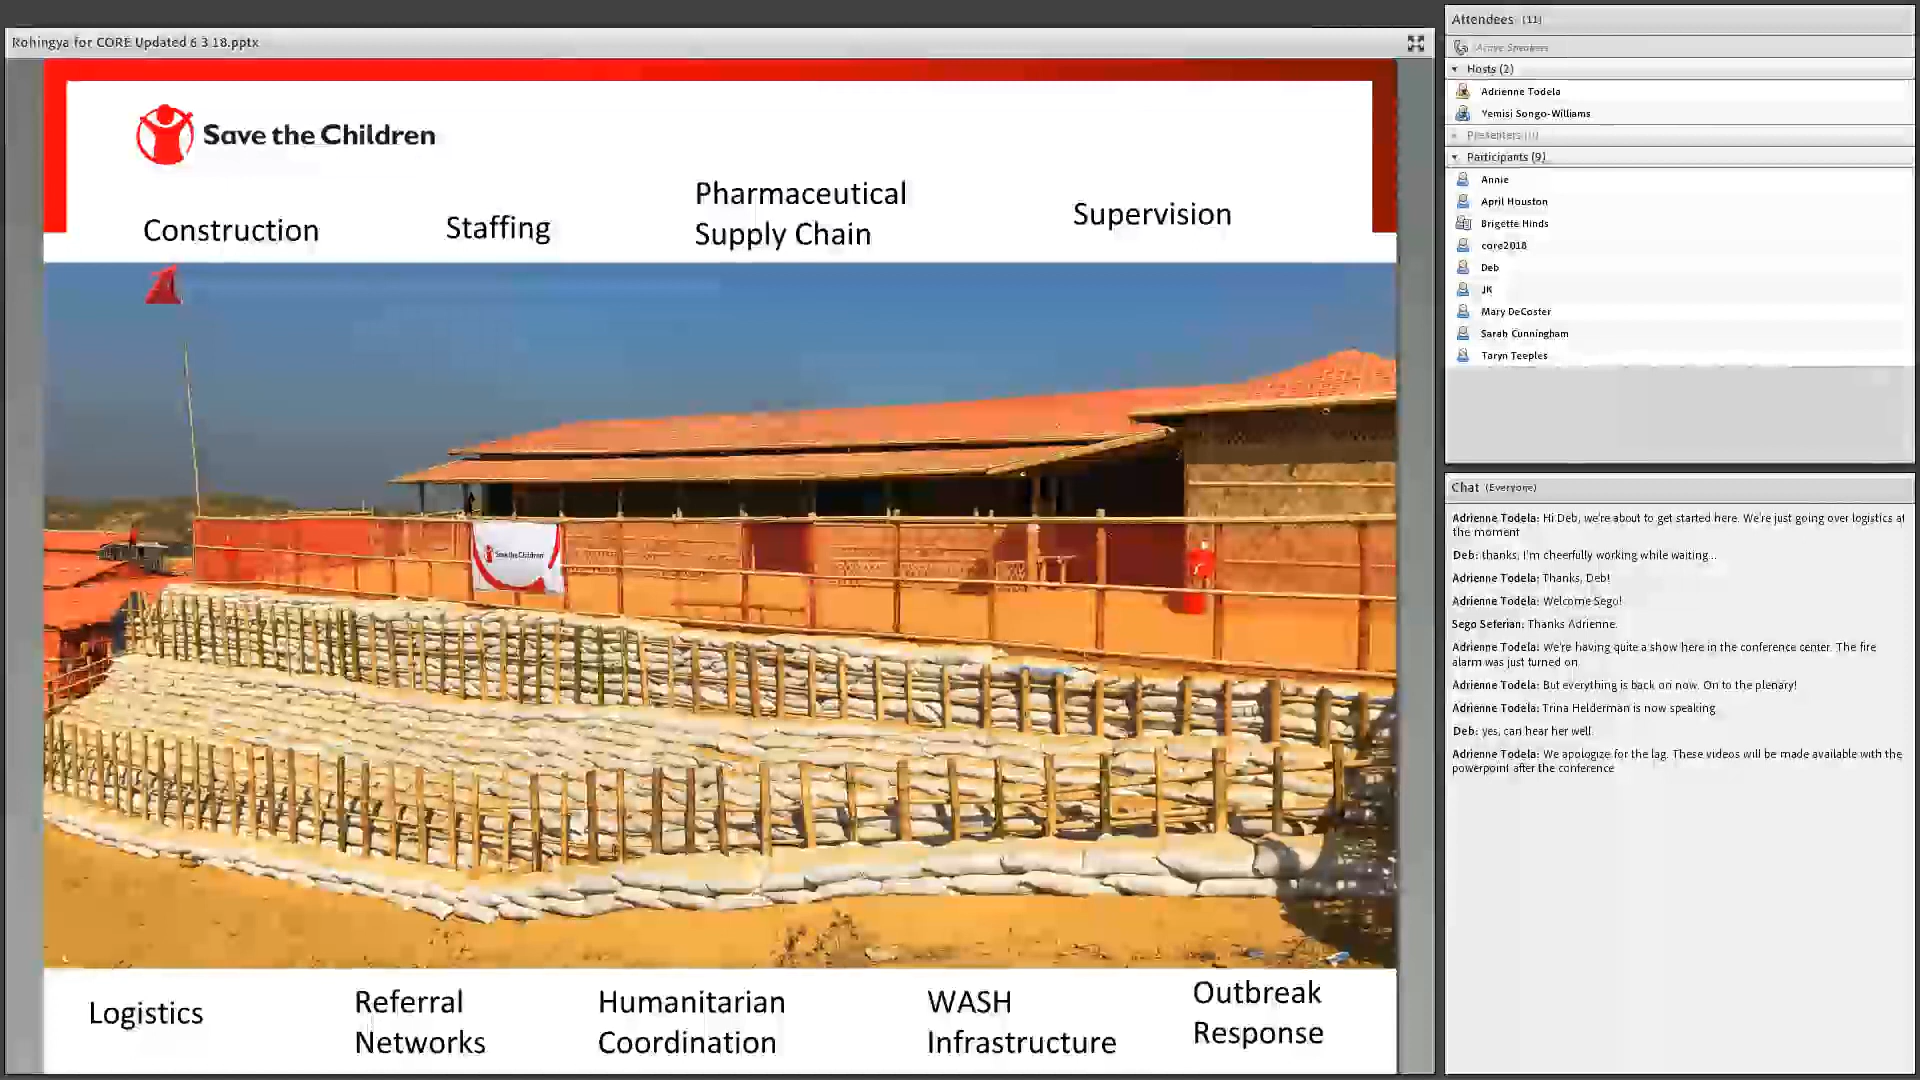 Rohingya for CORE Updated 6 3 18.pptx
Save the Children
Construction
Staffing
Pharmaceutical
Supply Chain
Supervision
Save the Children
Logistics
Referral
Networks
Humanitarian
Coordination
WASH
Infrastructure
Outbreak
Response
Attendees (11)
Active Speakers
Hosts (2)
Adrienne Todela
Yemisi Songo-Williams
Presenters (0)
Participants (9)
Annie
April Houston
Brigette Hinds
core2018
Deb
JK
Mary DeCoster
Sarah Cunningham
Taryn Teeples
Chat (Everyone)
Adrienne Todela: Hi Deb, we're about to get started here. We're just going over logistics at
the moment
Deb: thanks, I'm cheerfully working while waiting...
Adrienne Todela: Thanks, Deb!
Adrienne Todela: Welcome Sego!
Sego Seferian: Thanks Adrienne.
Adrienne Todela: We're having quite a show here in the conference center. The fire
alarm was just turned on
Adrienne Todela: But everything is back on now. On to the plenary!
Adrienne Todela: Trina Helderman is now speaking
Deb: yes, can hear her well
Adrienne Todela: We apologize for the lag. These videos will be made available with the
powerpoint after the conference